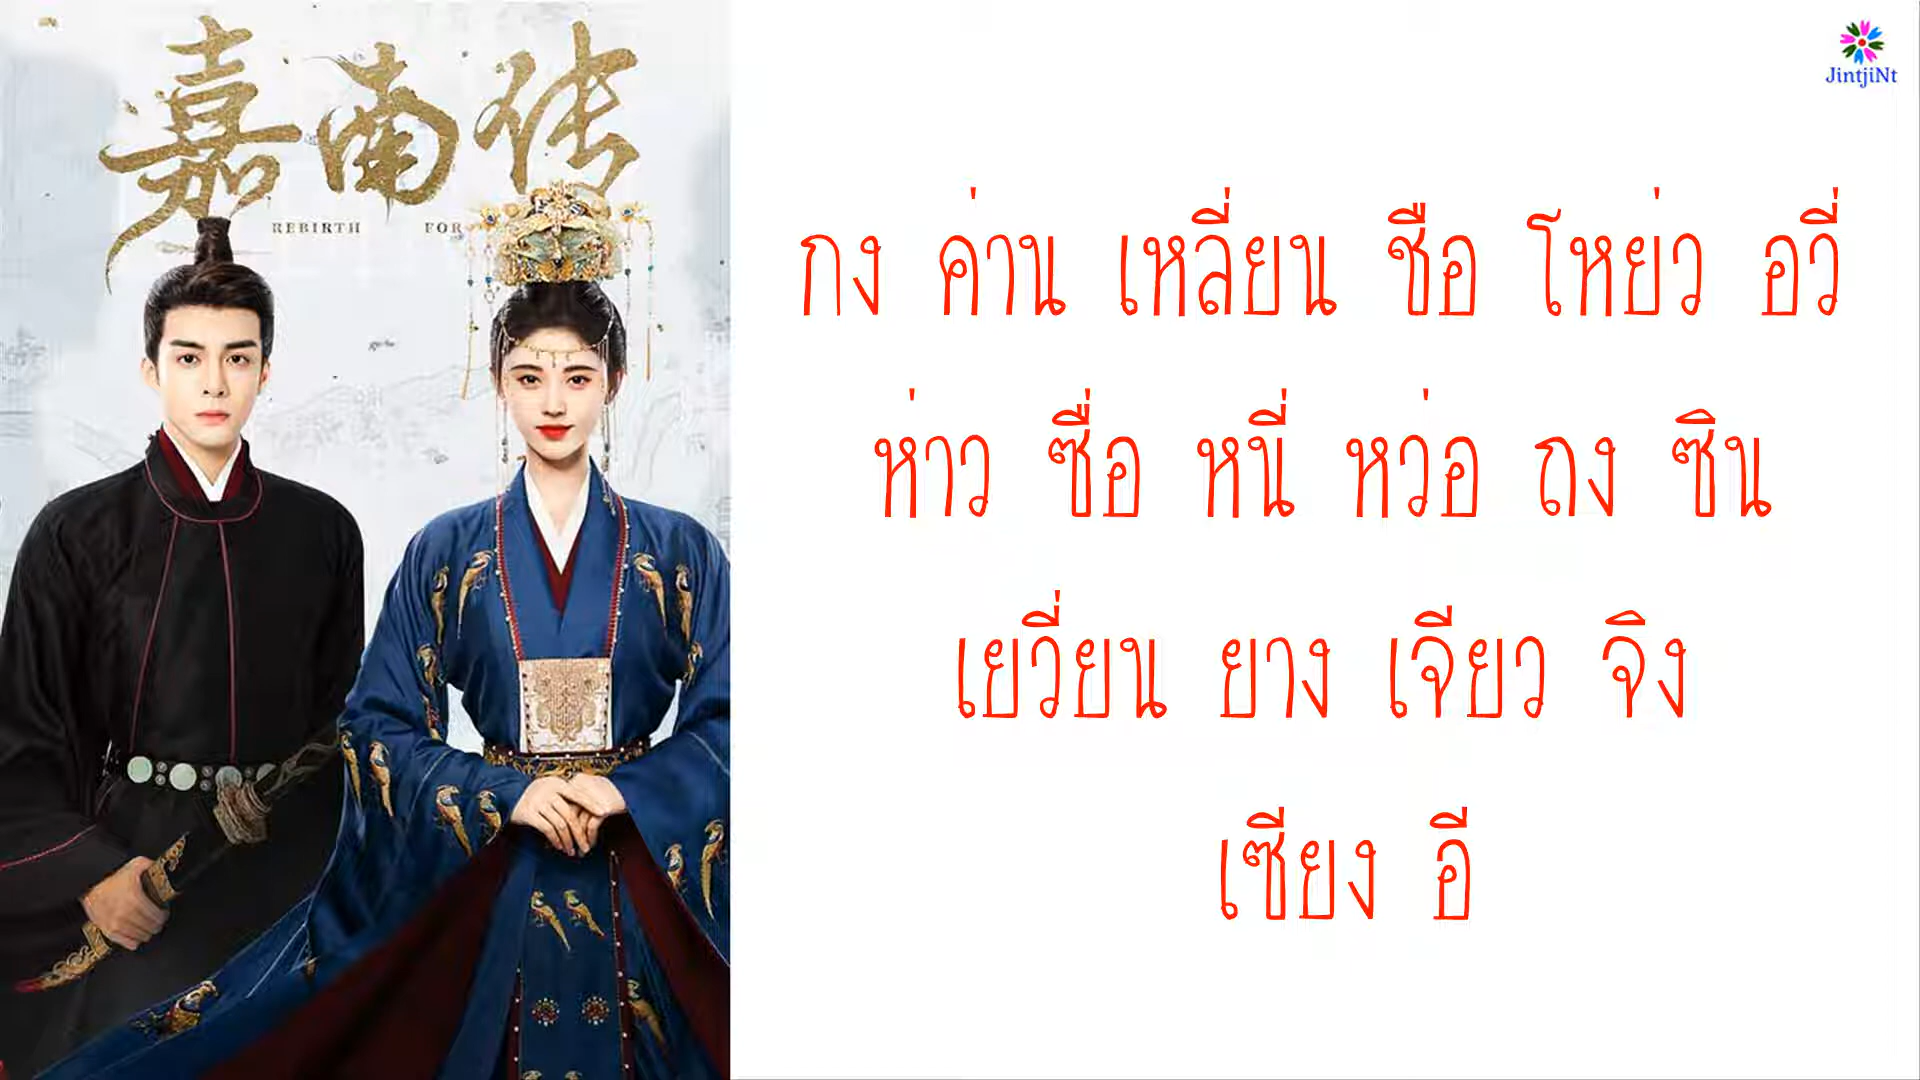 嘉南传
REBIRTH FOR
JintjiNt
กง ค่าน เหลี่ยน ชือ โหย่ว อวี่
ห่าว ซื่อ หนี่ หว่อ ถง ซิน
เยวี่ยน ยาง เจียว จิง
เซียง อี